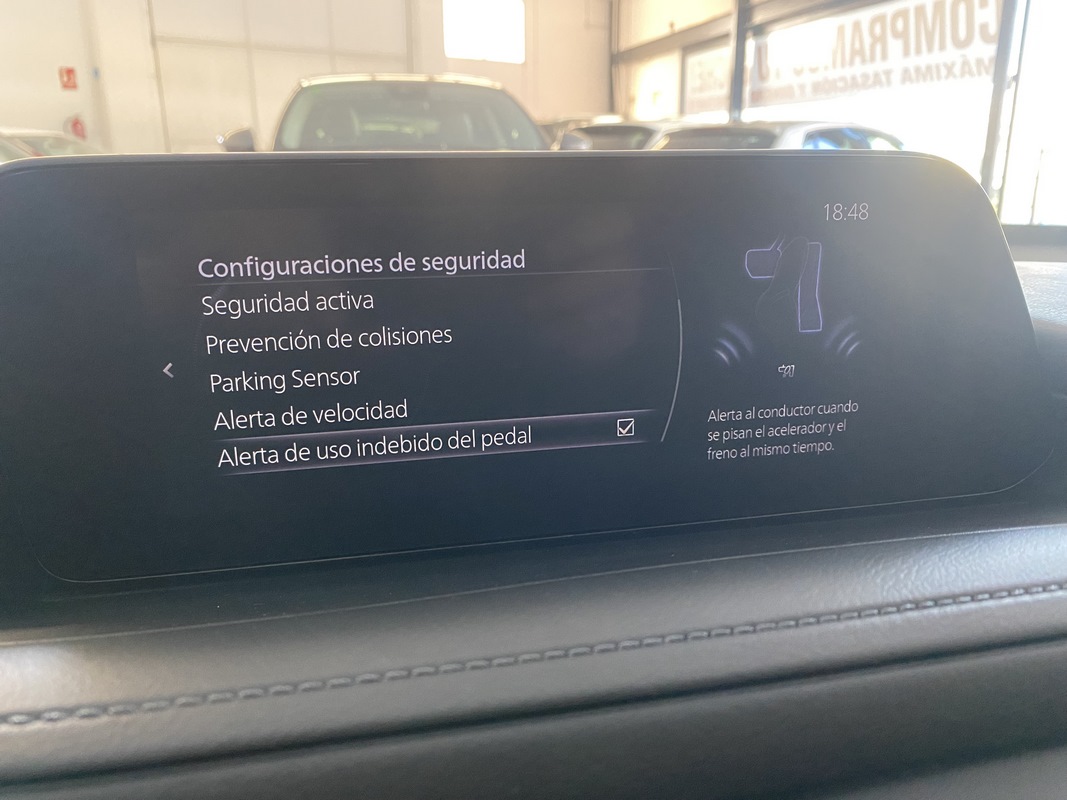 COMPRAM
MÁXIMA TASACIÓN Y
18:48
Configuraciones de seguridad
Seguridad activa
Prevención de colisiones
Parking Sensor
Alerta de velocidad
Alerta de uso indebido del pedal
Alerta al conductor cuando
se pisan el acelerador y el
freno al mismo tiempo.